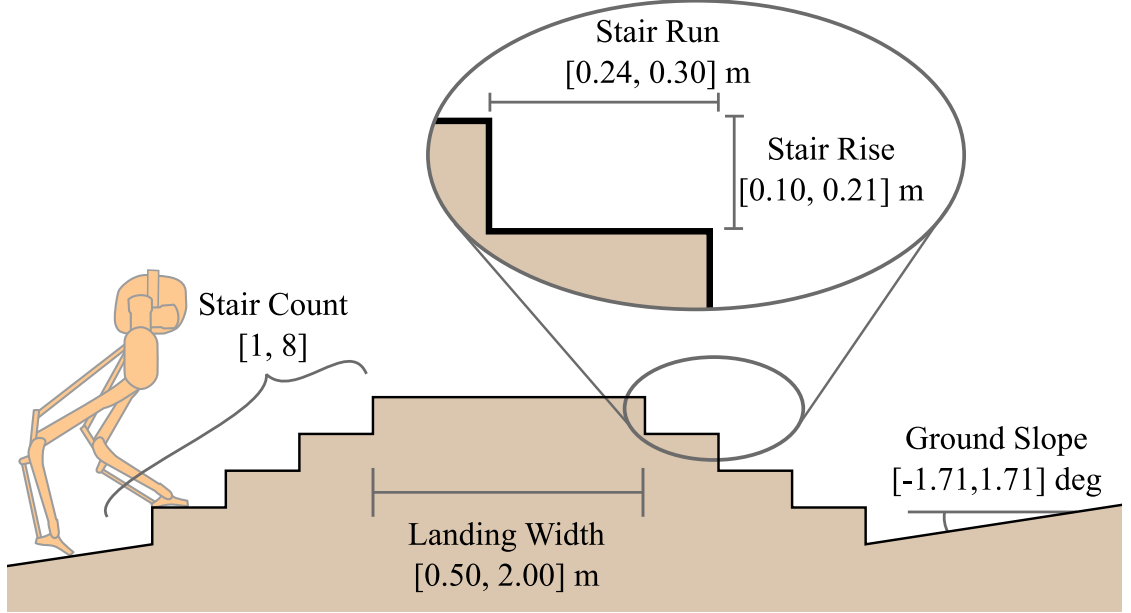 Stair Run
[0.24, 0.30] m
Stair Rise
[0.10, 0.21] m
Stair Count
[1, 8]
Ground Slope
[-1.71,1.71] deg
Landing Width
[0.50, 2.00] m